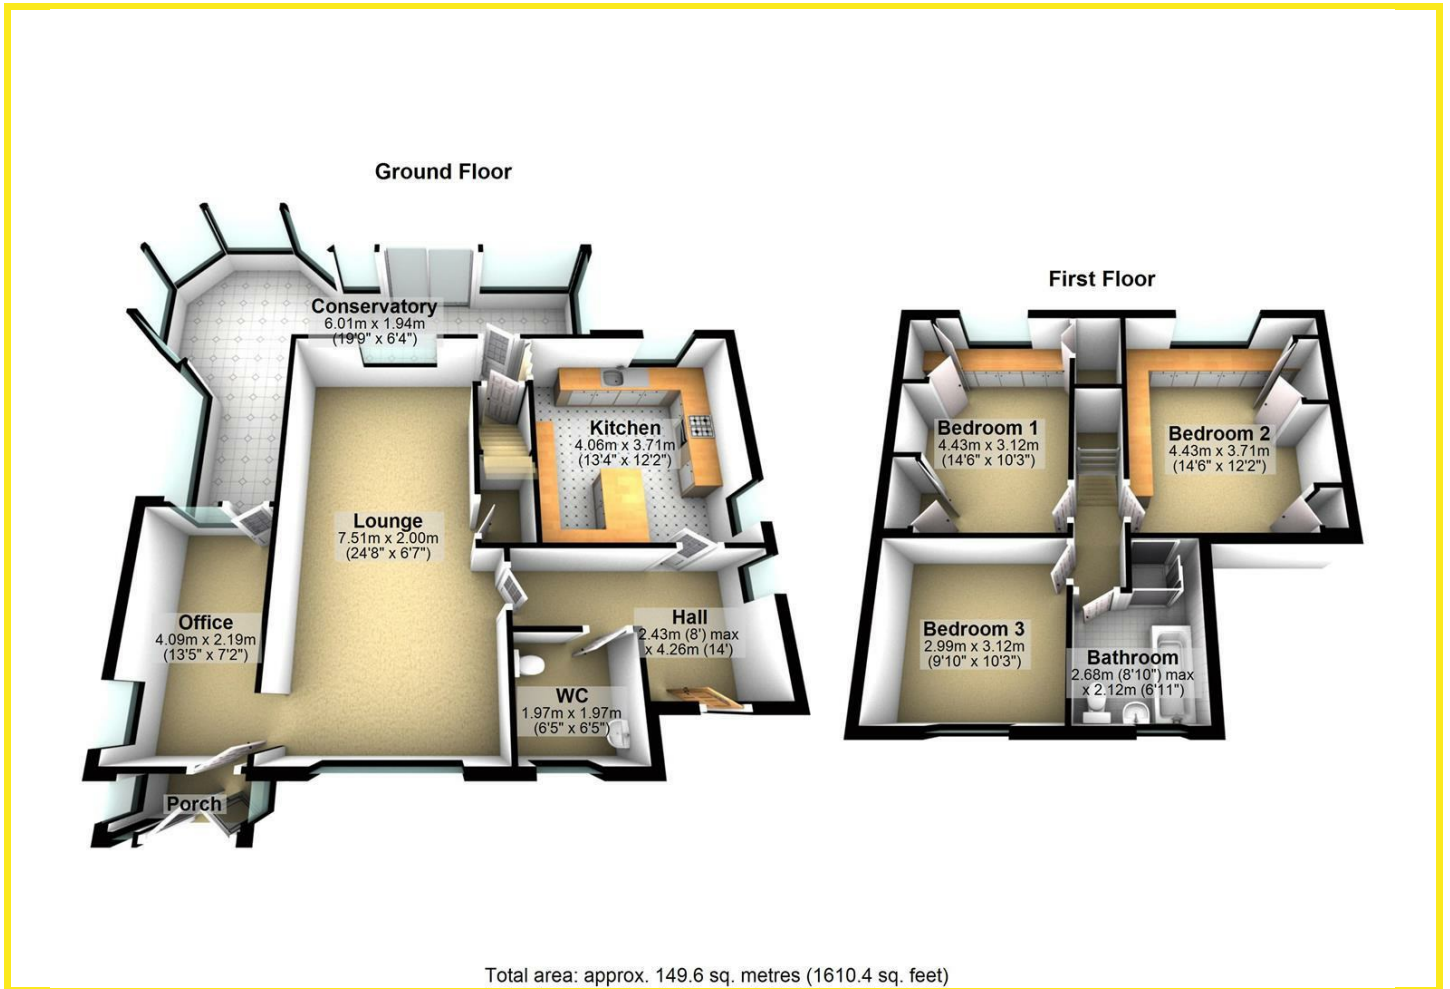 Ground Floor
Conservatory
6.01m x 1.94m
(19'9" x 6'4")
Kitchen
4.06m x 3.71m
(13'4" x 12'2")
Lounge
7.51m x 2.00m
(24'8" x 6'7")
Office
4.09m x 2.19m
(13'5" x 7'2")
Hall
2.43m (8') max
x 4.26m (14')
WC
1.97m x 1.97m
(6'5" x 6'5")
Porch
First Floor
Bedroom 1
4.43m x 3.12m
(14'6" x 10'3")
Bedroom 2
4.43m x 3.71m
(14'6" x 12'2")
Bedroom 3
2.99m x 3.12m
(9'10" x 10'3")
Bathroom
2.68m (8'10") max
x 2.12m (6'11")
Total area: approx. 149.6 sq. metres (1610.4 sq. feet)